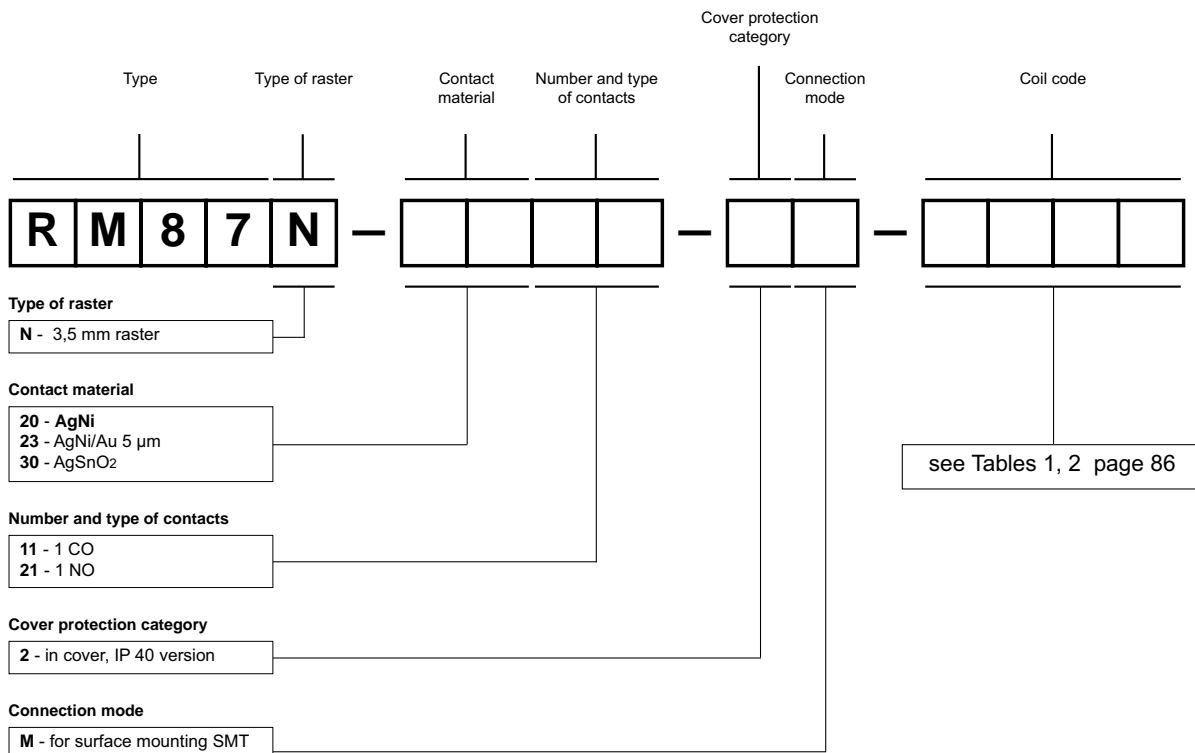 Cover protection
category
Type
Type of raster
Contact
material
Number and type
of contacts
Connection
mode
Coil code
RM87N – –  –
Type of raster
N - 3,5 mm raster
Contact material
20 - AgNi
23 - AgNi/Au 5 µm
30 - AgSnO2
see Tables 1, 2 page 86
Number and type of contacts
11 - 1 CO
21 - 1 NO
Cover protection category
2 - in cover, IP 40 version
Connection mode
M - for surface mounting SMT